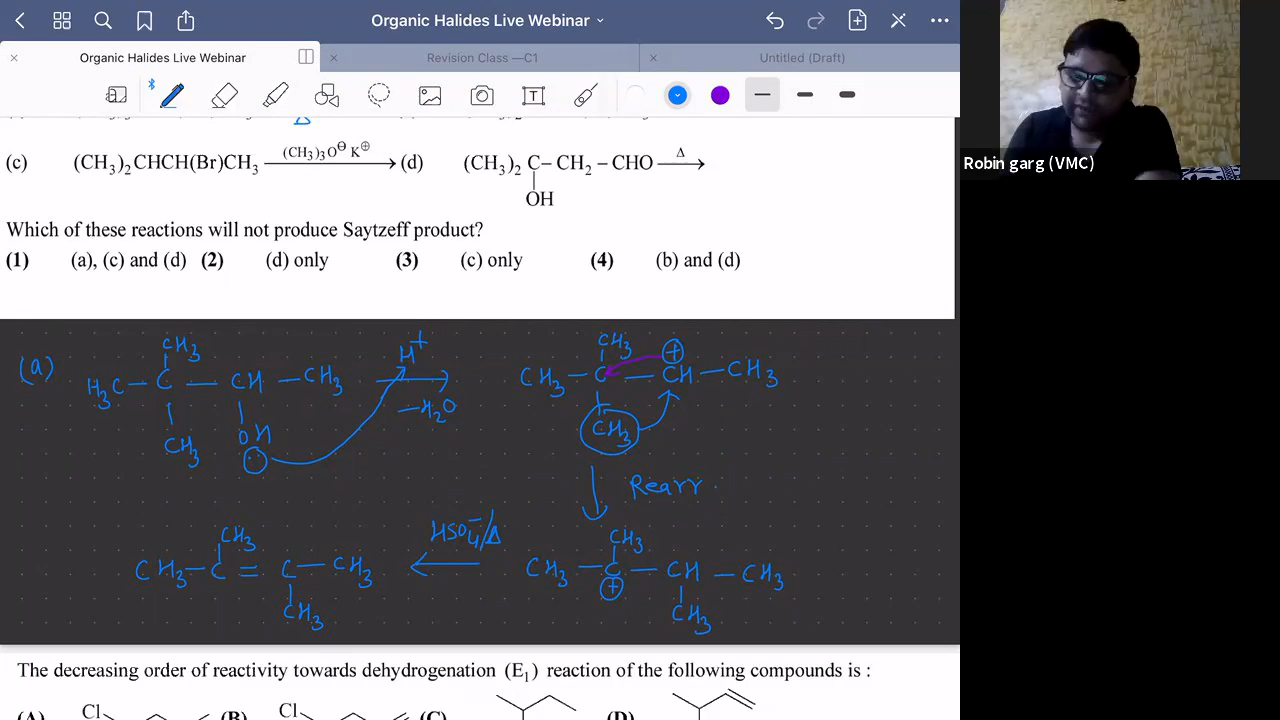 Organic Halides Live Webinar
Organic Halides Live Webinar
Revision Class —C1
Untitled (Draft)
T
Robin garg (VMC)
Δ
(c) (CH₃)₂CHCH(Br)CH₃ (CH₃)₃O⊖ K⊕ → (d) (CH₃)₂ C– CH₂ –CHO Δ →
OH
Which of these reactions will not produce Saytzeff product?
(1) (a), (c) and (d) (2) (d) only (3) (c) only (4) (b) and (d)
(a)
CH₃
H₃C – C — CH – CH₃
CH₃ OH
H⁺
–H₂O
CH₃ ⊕
CH₃ – C — CH – CH₃
CH₃
Rearr.
CH₃
CH₃ – C — CH – CH₃
⊕ CH₃
HSO₄⁻/Δ
CH₃
CH₃ – C = C – CH₃
CH₃
The decreasing order of reactivity towards dehydrogenation (E₁) reaction of the following compounds is :
(A) Cl (B) Cl (C) (D)